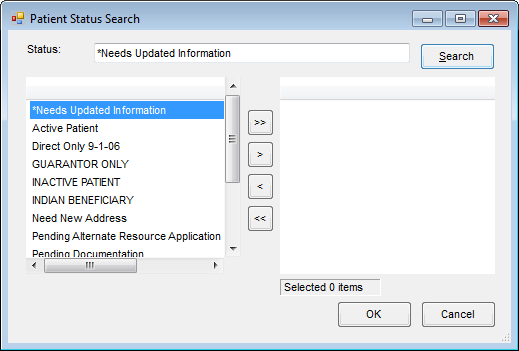 Patient Status Search
Status:
*Needs Updated Information
Search
*Needs Updated Information
Active Patient
Direct Only 9-1-06
GUARANTOR ONLY
INACTIVE PATIENT
INDIAN BENEFICIARY
Need New Address
Pending Alternate Resource Application
Pending Documentation
>>
>
<
<<
Selected 0 items
OK
Cancel